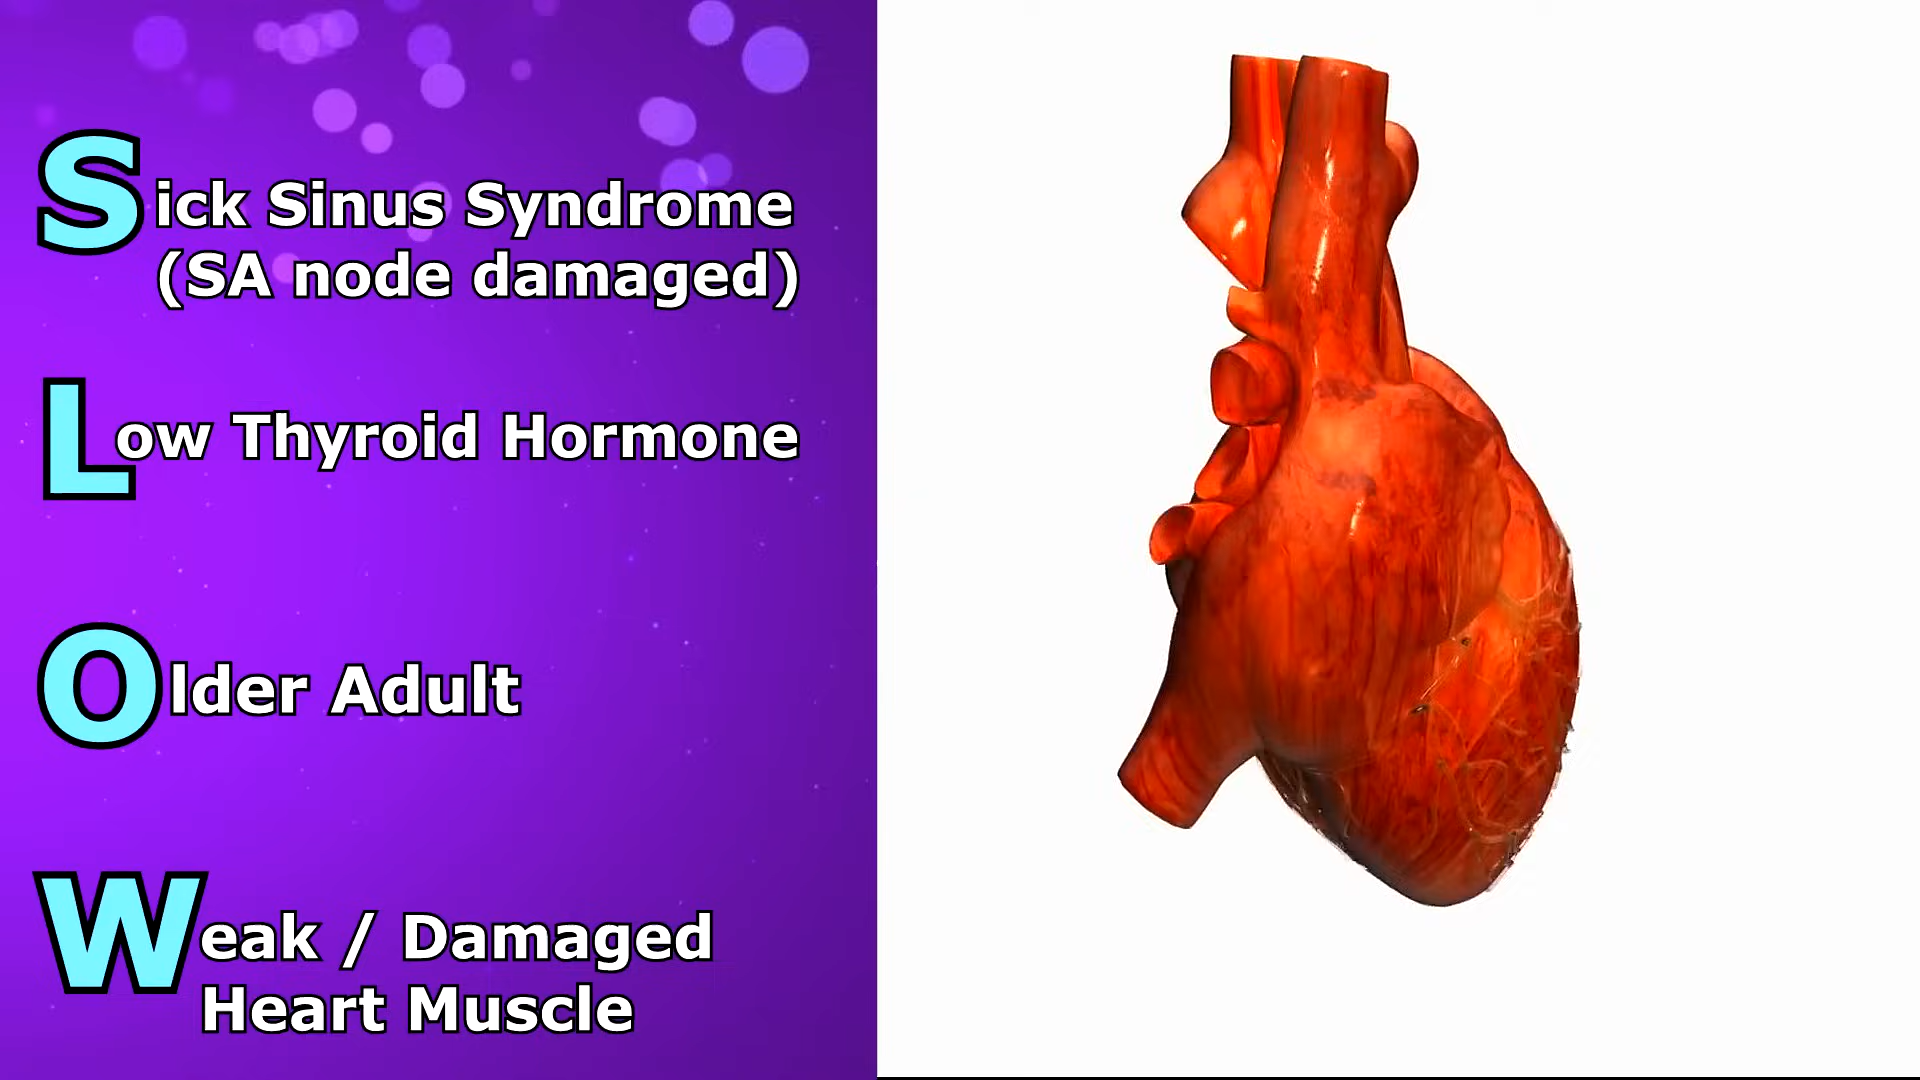 Sick Sinus Syndrome
(SA node damaged)
Low Thyroid Hormone
Older Adult
Weak / Damaged
Heart Muscle